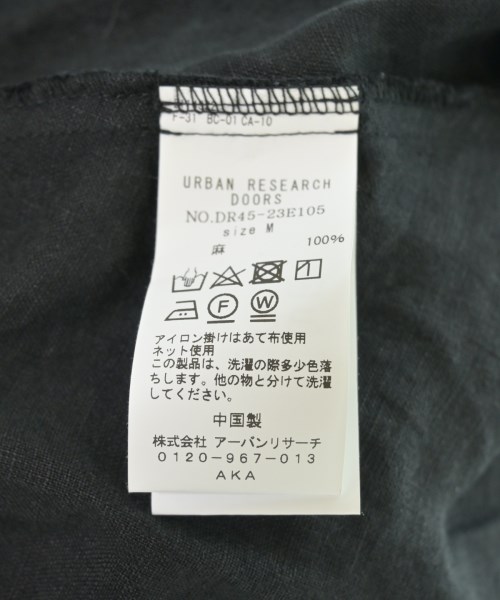 F-31 BC-01 CA-10
URBAN RESEARCH
DOORS
NO.DR45-23E105
size M
麻 100%
F W
アイロン掛けはあて布使用
ネット使用
この製品は、洗濯の際多少色落
ちします。他の物と分けて洗濯
してください。
中国製
株式会社 アーバンリサーチ
0120-967-013
AKA